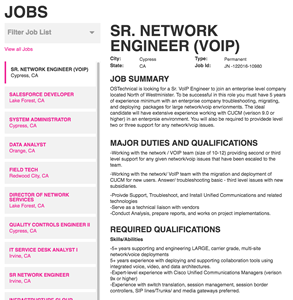 JOBS
Filter Job List
View all Jobs
SR. NETWORK ENGINEER (VOIP)
Cypress, CA
SALESFORCE DEVELOPER
Lake Forest, CA
SYSTEM ADMINISTRATOR
Cypress, CA
DATA ANALYST
Orange, CA
FIELD TECH
Redwood City, CA
DIRECTOR OF NETWORK
SERVICES
Lake Forest, CA
QUALITY CONTROLS ENGINEER II
Cypress, CA
IT SERVICE DESK ANALYST I
Irvine, CA
SR NETWORK ENGINEER
Irvine, CA
INFRASTRUCTURE CLOUD
SR. NETWORK
ENGINEER (VOIP)
City: Cypress Type: Permanent
State: CA Job Id: JN -122016-12980
JOB SUMMARY
OSTechnical is looking for a Sr. VoIP Engineer to join an enterprise level
company located North of Westminster. To be successful in this role you must have 5
years of experience minimum with an enterprise company troubleshooting, migrating,
and deploying packages for large network/voip environments. The ideal
candidate will have extensive experience working with CUCM (version 9.0 or
higher) in an enterprise environment. You will also be required to provide level
two or three support for any network/voip issues.
MAJOR DUTIES AND QUALIFICATIONS
-Working with the network / VOIP team (size of 10-12) providing second or third
level support for any given network/voip issues that have been escalated to the
team.
-Working with the network/ VoIP team with the migration and deployment of
CUCM for new users. Answer/ troubleshooting basic - third level issues with new
subsidiaries.
-Provide Support, Troubleshoot, and Install Unified Communications and related
technologies
-Serve as a technical liaison with vendors
-Conduct Analysis, prepare reports, and works on project implementations.
REQUIRED QUALIFICATIONS
Skills/Abilities
-5+ years supporting and engineering LARGE, carrier grade, multi-site
network/voip deployments
5+ years experience with deploying and supporting collaboration tools using
integrated voice, video, and data architectures.
-Expert-level experience with Cisco Unified Communications Managers (verison
9x or higher)
-Experience with switch translation, session management, session border
controllers, SIP lines/Trunks/ and media gateways preferred.